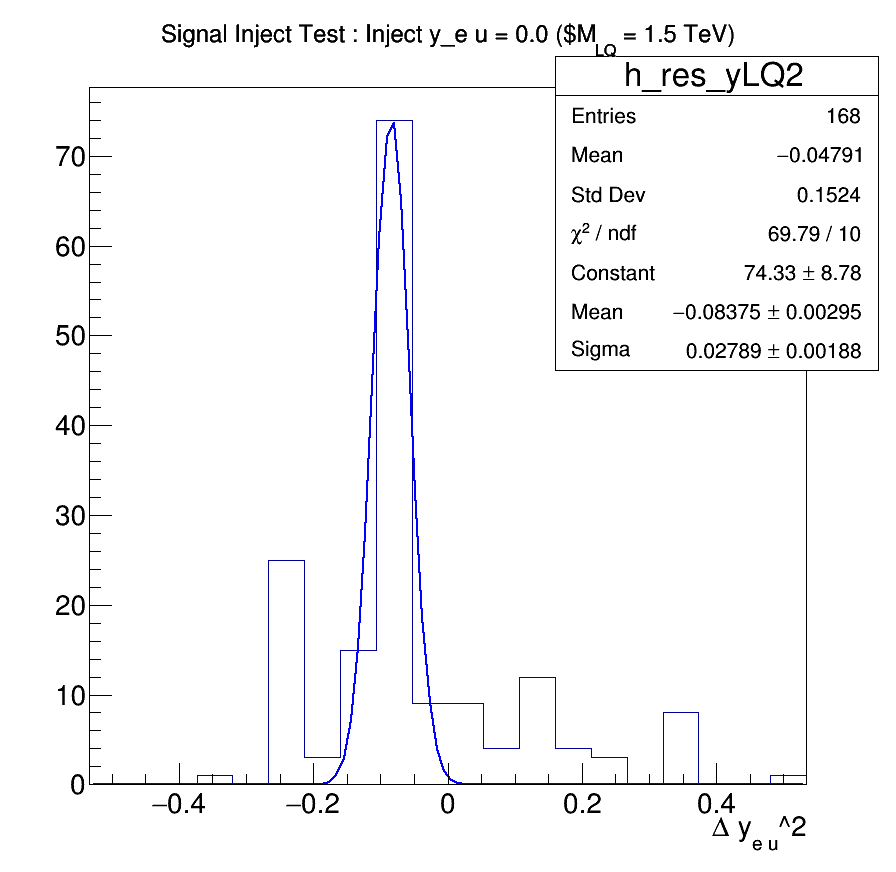 Signal Inject Test : Inject y_e u = 0.0 ($M_LQ = 1.5 TeV)
h_res_yLQ2
Entries 168
Mean −0.04791
Std Dev 0.1524
χ² / ndf 69.79 / 10
Constant 74.33 ± 8.78
Mean −0.08375 ± 0.00295
Sigma 0.02789 ± 0.00188
70
60
50
40
30
20
10
0
−0.4 −0.2 0 0.2 0.4
Δ y_e u^2